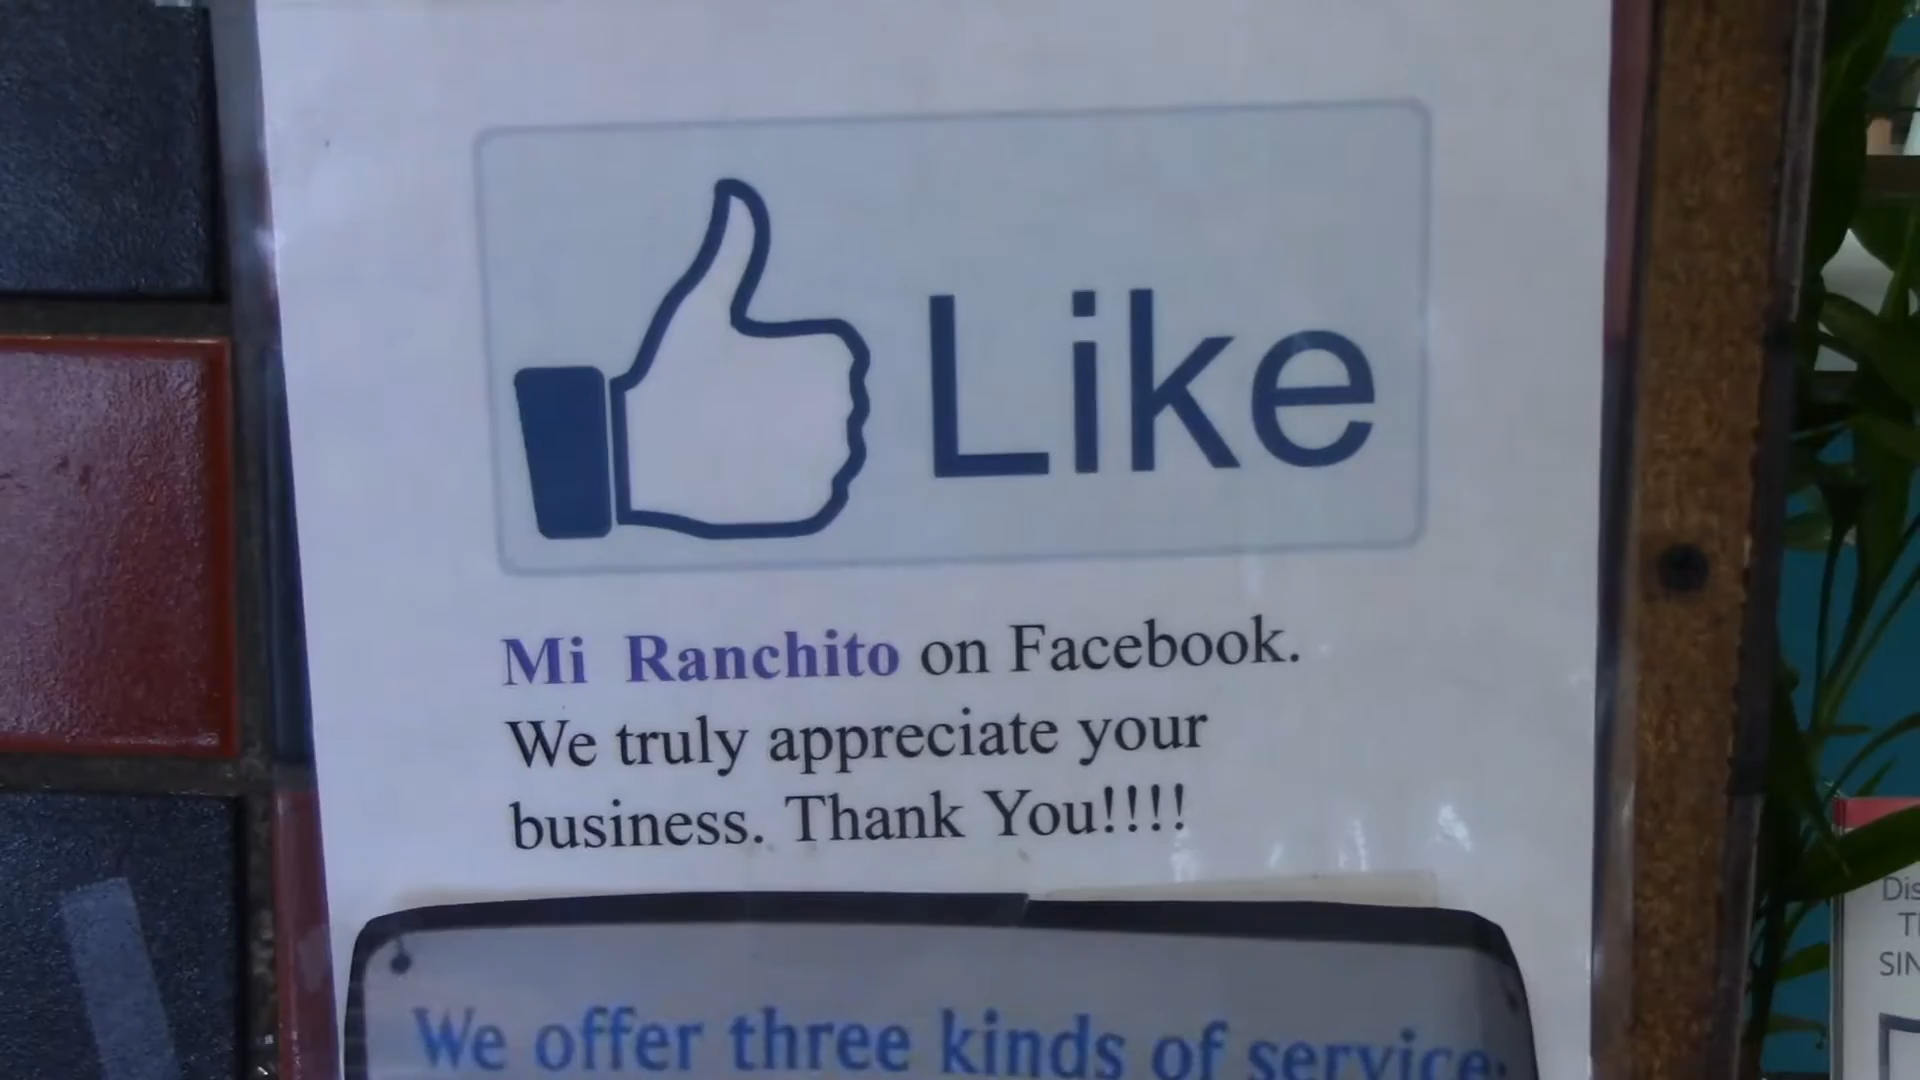 Like
Mi Ranchito on Facebook.
We truly appreciate your
business. Thank You!!!!
We offer three kinds of service: